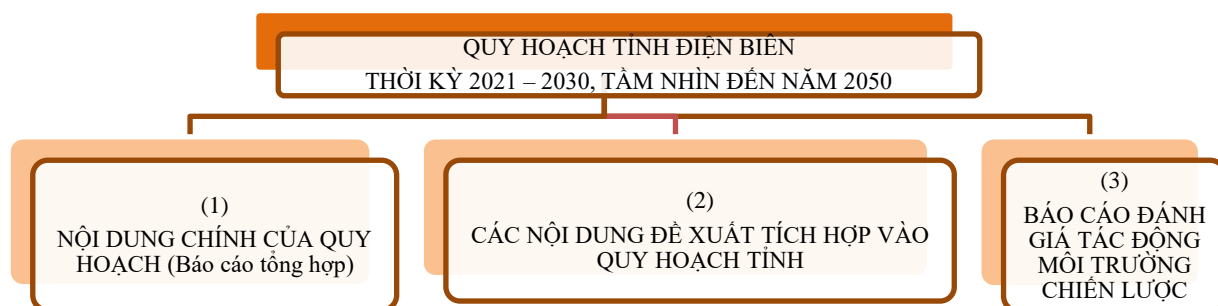 QUY HOẠCH TỈNH ĐIỆN BIÊN
THỜI KỲ 2021 – 2030, TẦM NHÌN ĐẾN NĂM 2050
(1)
NỘI DUNG CHÍNH CỦA QUY
HOẠCH (Báo cáo tổng hợp)
(2)
CÁC NỘI DUNG ĐỀ XUẤT TÍCH HỢP VÀO
QUY HOẠCH TỈNH
(3)
BÁO CÁO ĐÁNH
GIÁ TÁC ĐỘNG
MÔI TRƯỜNG
CHIẾN LƯỢC